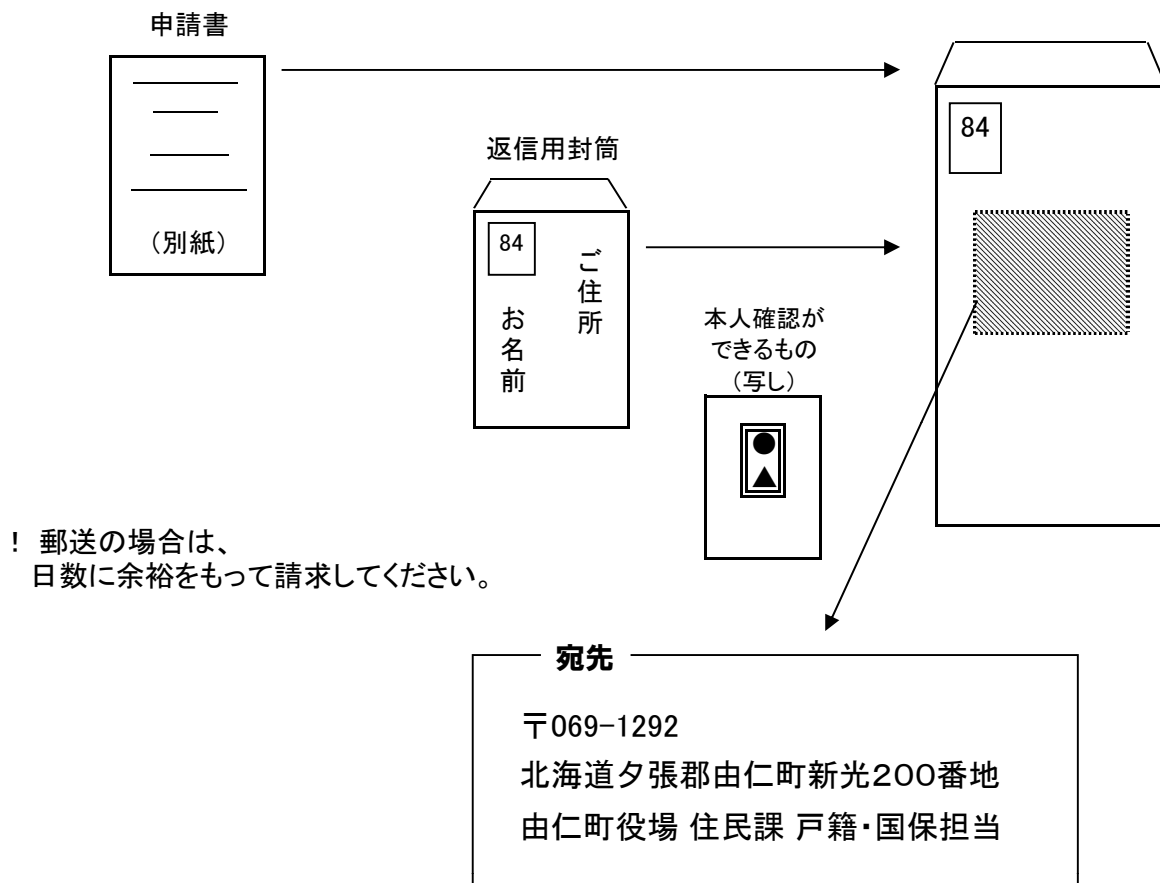 申請書
(別紙)
返信用封筒
84
ご住所
お名前
本人確認が
できるもの
(写し)
84
! 郵送の場合は、
日数に余裕をもって請求してください。
宛先
〒069-1292
北海道夕張郡由仁町新光200番地
由仁町役場 住民課 戸籍・国保担当